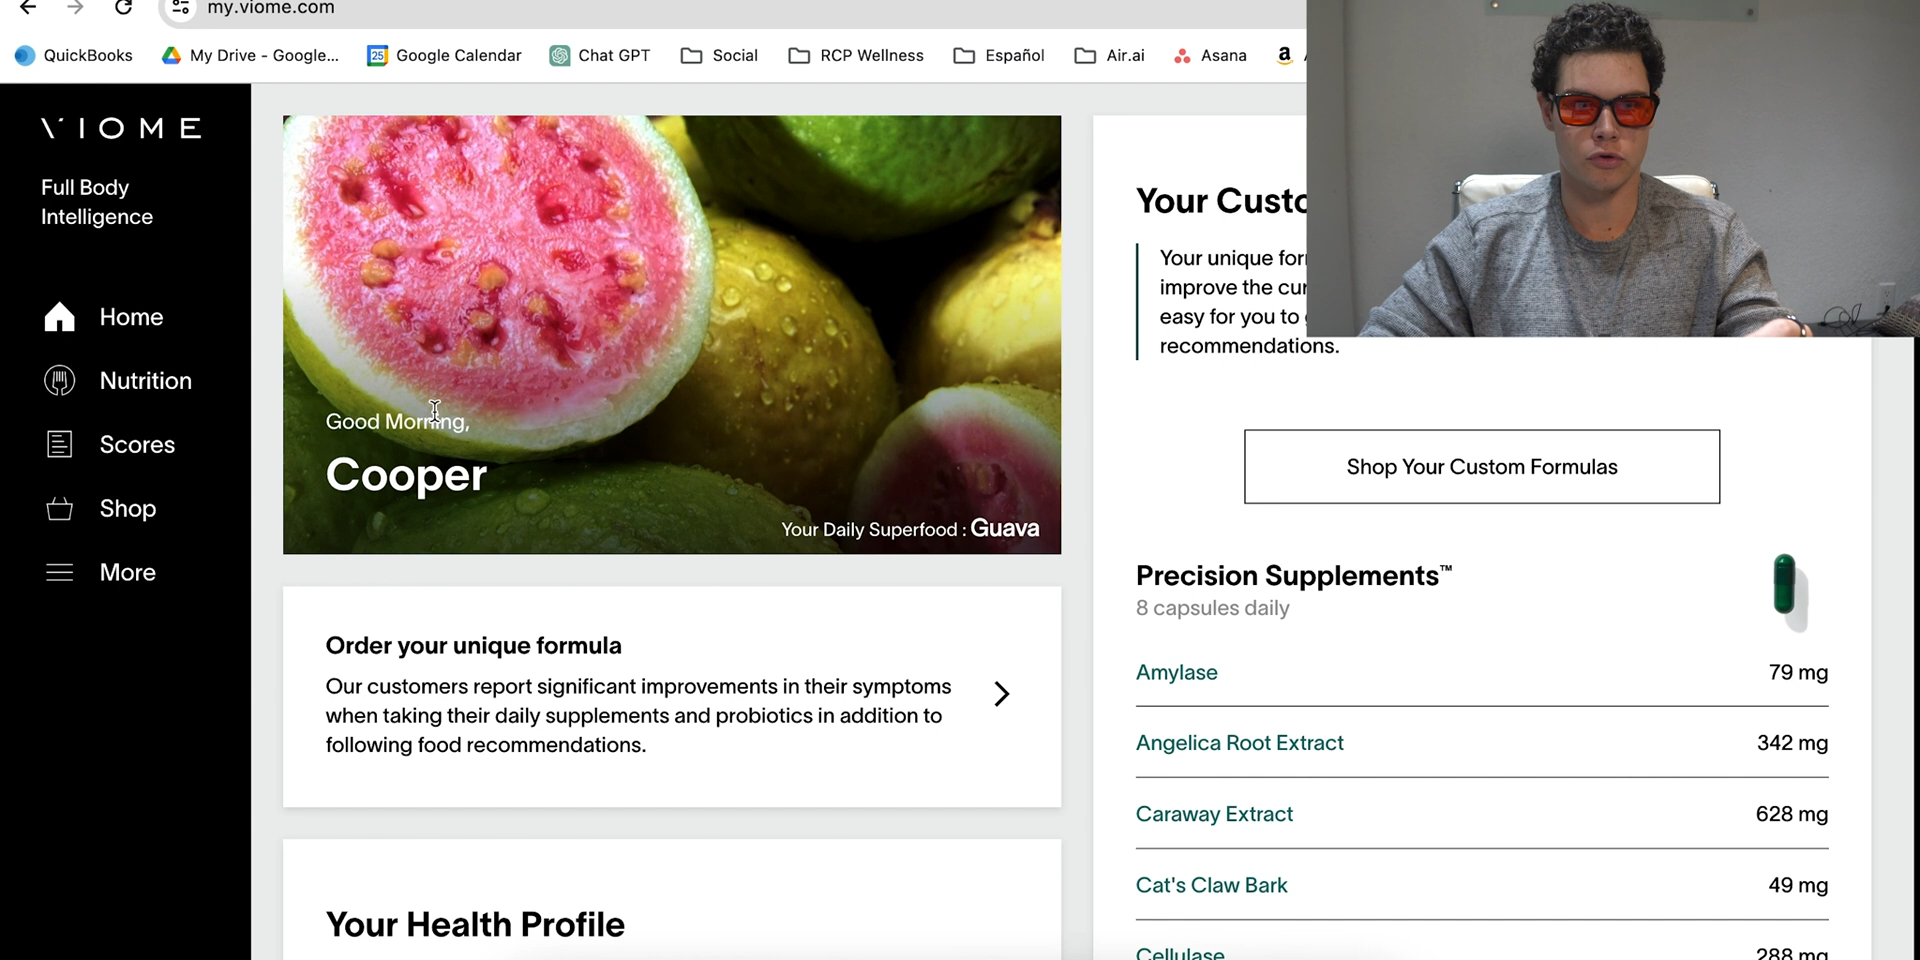 my.viome.com
QuickBooks
My Drive - Google...
25
Google Calendar
Chat GPT
Social
RCP Wellness
Español
Air.ai
Asana
a
VIOME
Full Body
Intelligence
Home
Nutrition
Scores
Shop
More
Good Morning,
Cooper
Your Daily Superfood : Guava
Order your unique formula
Our customers report significant improvements in their symptoms
when taking their daily supplements and probiotics in addition to
following food recommendations.
Your Health Profile
Your
Your unique
improve the
easy for you to
recommendations.
Shop Your Custom Formulas
Precision Supplements™
8 capsules daily
Amylase 79 mg
Angelica Root Extract 342 mg
Caraway Extract 628 mg
Cat's Claw Bark 49 mg
Cellulase 288 mg